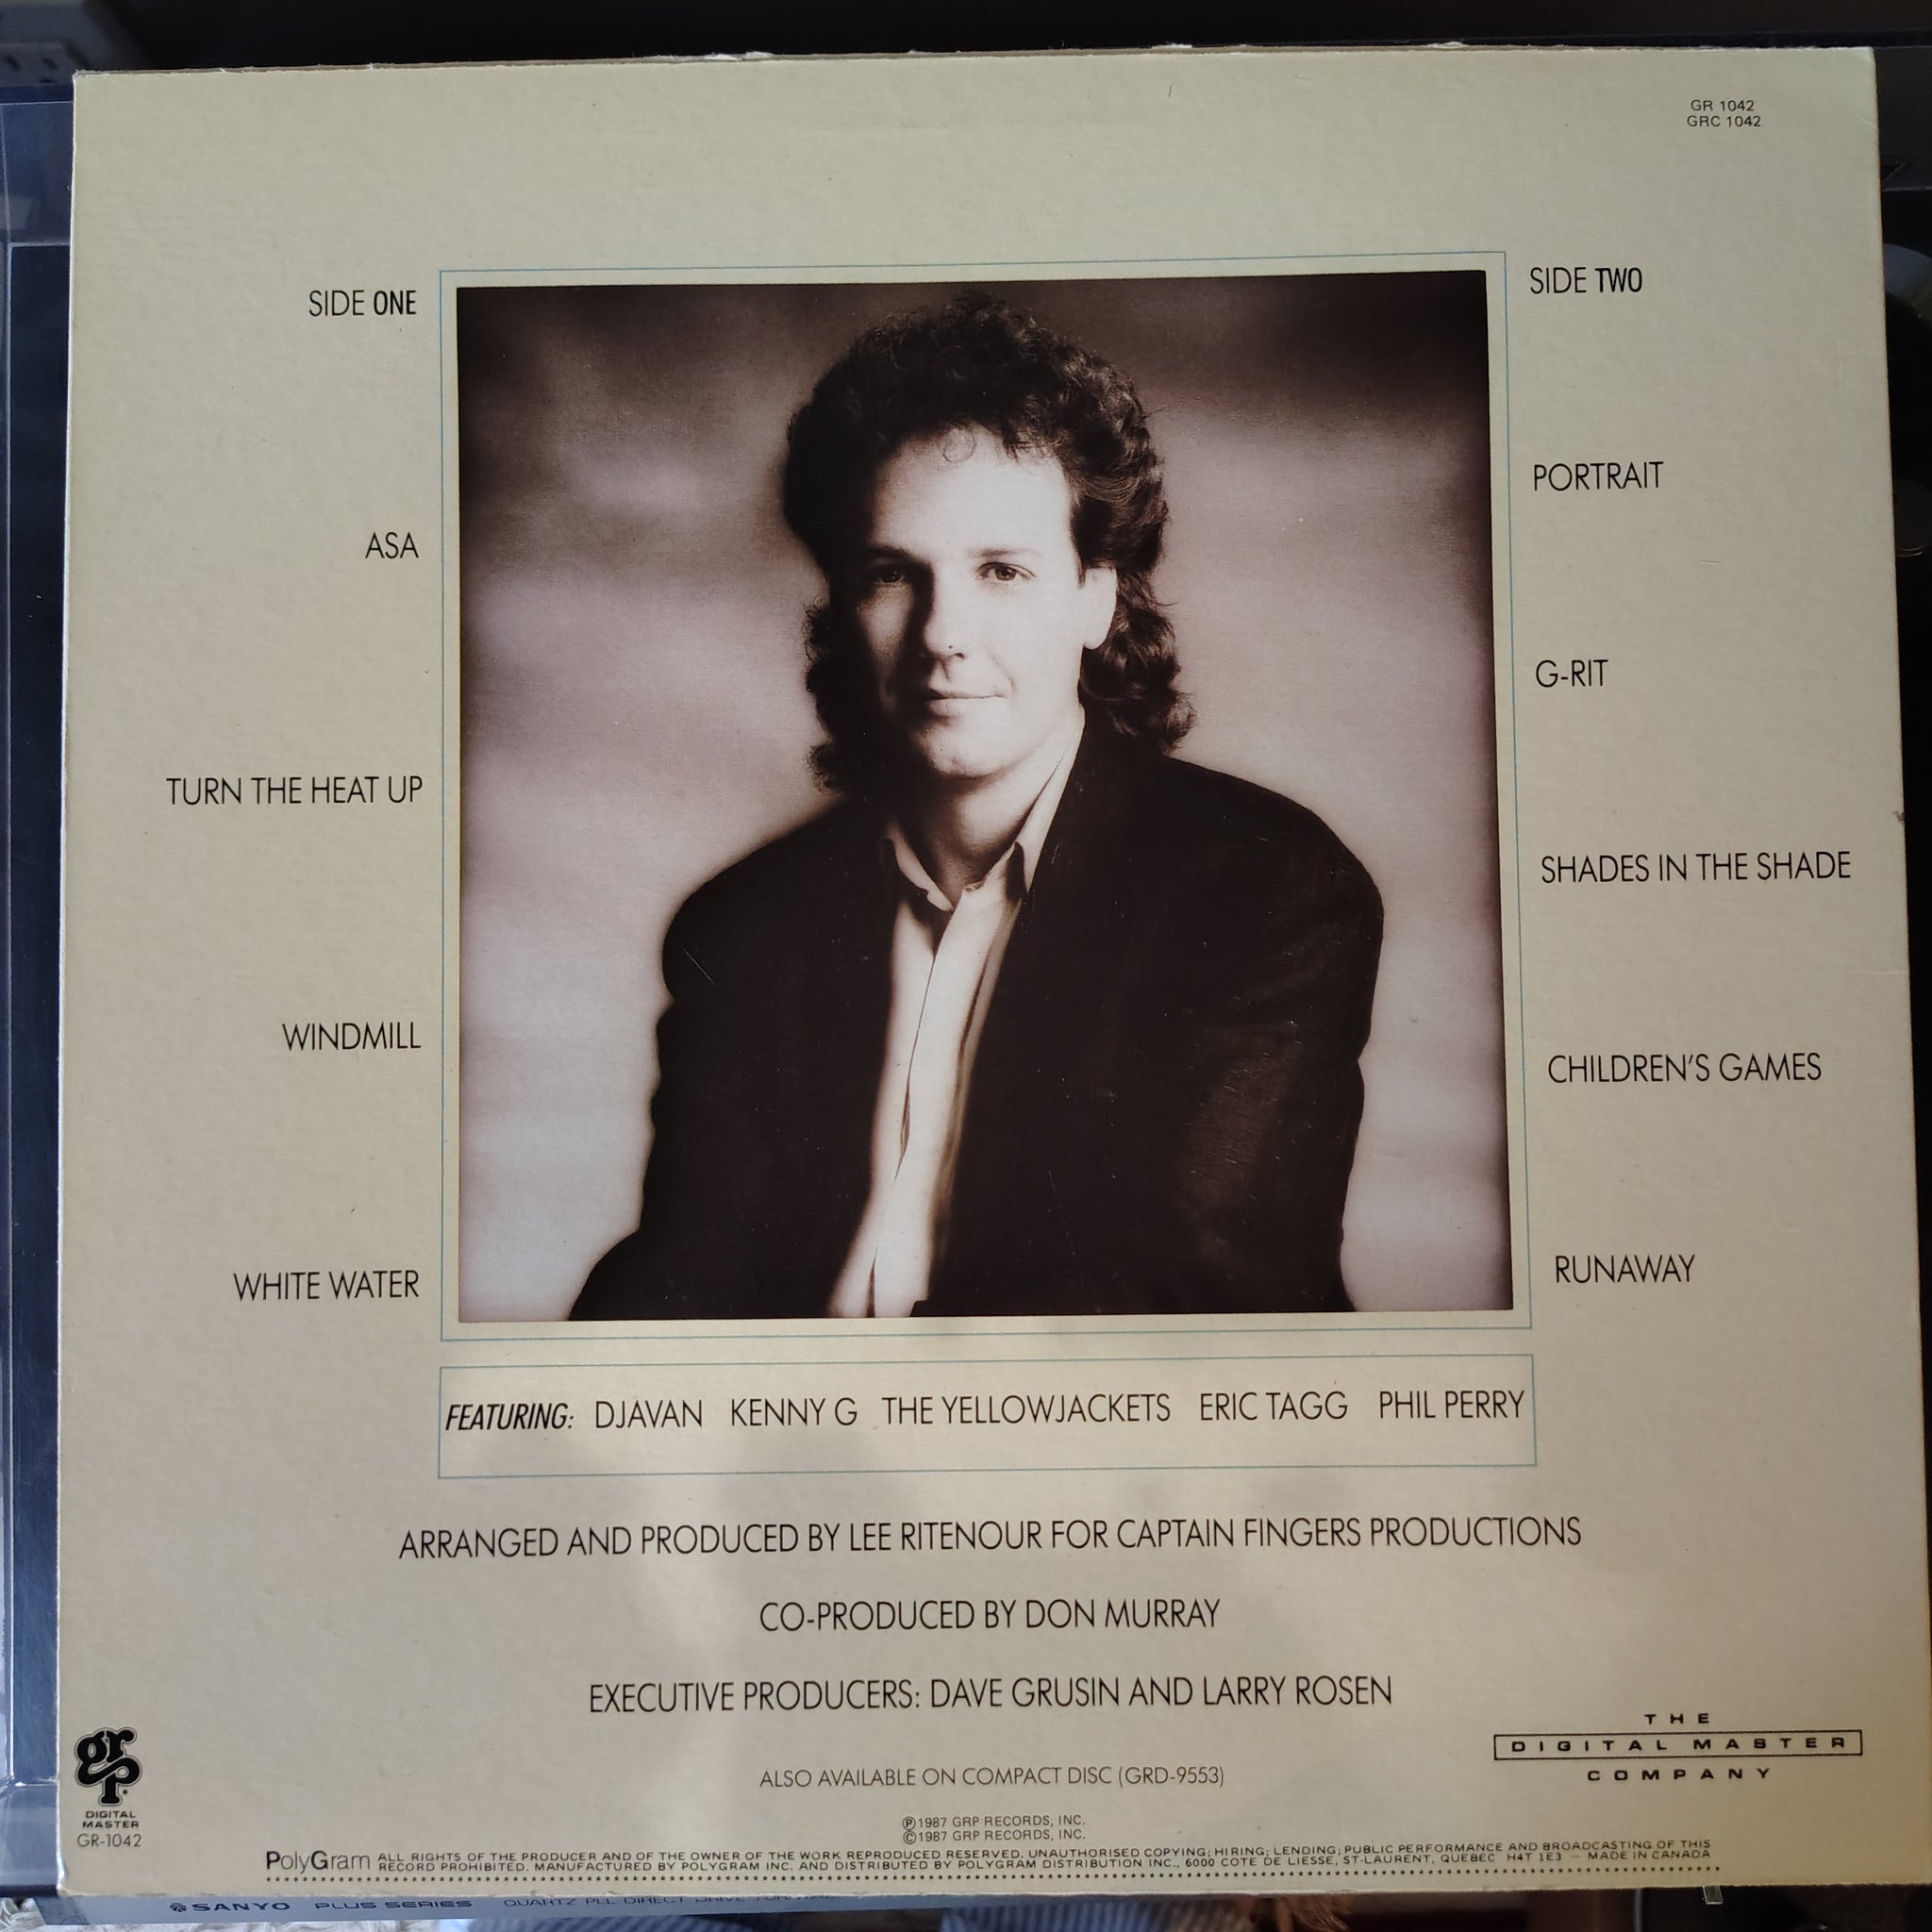 GR 1042
GRC 1042
SIDE ONE
ASA
TURN THE HEAT UP
WINDMILL
WHITE WATER
SIDE TWO
PORTRAIT
G-RIT
SHADES IN THE SHADE
CHILDREN'S GAMES
RUNAWAY
FEATURING: DJAVAN KENNY G THE YELLOWJACKETS ERIC TAGG PHIL PERRY
ARRANGED AND PRODUCED BY LEE RITENOUR FOR CAPTAIN FINGERS PRODUCTIONS
CO-PRODUCED BY DON MURRAY
EXECUTIVE PRODUCERS: DAVE GRUSIN AND LARRY ROSEN
ALSO AVAILABLE ON COMPACT DISC (GRD-9553)
THE
DIGITAL MASTER
COMPANY
grp
DIGITAL
MASTER
GR-1042
℗1987 GRP RECORDS, INC.
©1987 GRP RECORDS, INC.
PolyGram
ALL RIGHTS OF THE PRODUCER AND OF THE OWNER OF THE WORK REPRODUCED RESERVED. UNAUTHORISED COPYING; HIRING; LENDING; PUBLIC PERFORMANCE AND BROADCASTING OF THIS
RECORD PROHIBITED. MANUFACTURED BY POLYGRAM INC. AND DISTRIBUTED BY POLYGRAM DISTRIBUTION INC., 6000 COTE DE LIESSE, ST-LAURENT, QUEBEC H4T 1E3 — MADE IN CANADA
SANYO PLUS SERIES QUARTZ PLL DIRECT DRIVE